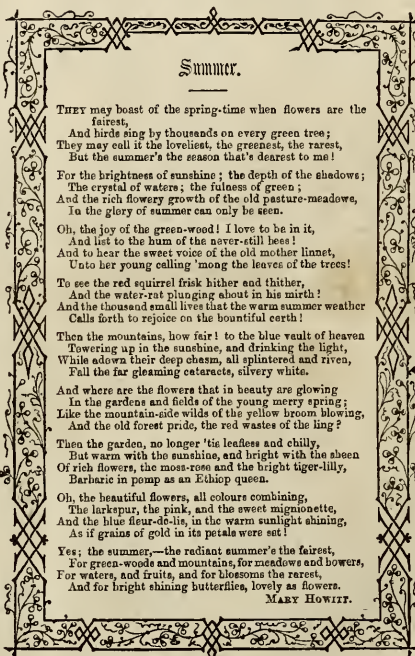 Summer.
THEY may boast of the spring-time when flowers are the
fairest,
And birds sing by thousands on every green tree;
They may call it the loveliest, the greenest, the rarest,
But the summer's the season that's dearest to me!
For the brightness of sunshine; the depth of the shadows;
The crystal of waters; the fulness of green;
And the rich flowery growth of the old pasture-meadows,
In the glory of summer can only be seen.
Oh, the joy of the green-wood! I love to be in it,
And list to the hum of the never-still bees!
And to hear the sweet voice of the old mother linnet,
Unto her young calling 'mong the leaves of the trees!
To see the red squirrel frisk hither and thither,
And the water-rat plunging about in his mirth!
And the thousand small lives that the warm summer weather
Calls forth to rejoice on the bountiful earth!
Then the mountains, how fair! to the blue vault of heaven
Towering up in the sunshine, and drinking the light,
While adown their deep chasm, all splintered and riven,
Fall the far gleaming cataracts, silvery white.
And where are the flowers that in beauty are glowing
In the gardens and fields of the young merry spring;
Like the mountain-side wilds of the yellow broom blowing,
And the old forest pride, the red wastes of the ling?
Then the garden, no longer 'tis leafless and chilly,
But warm with the sunshine, and bright with the sheen
Of rich flowers, the moss-rose and the bright tiger-lilly,
Barbaric in pomp as an Ethiop queen.
Oh, the beautiful flowers, all colours combining,
The larkspur, the pink, and the sweet mignionette,
And the blue fleur-de-lis, in the warm sunlight shining,
As if grains of gold in its petals were set!
Yes; the summer,—the radiant summer's the fairest,
For green-woods and mountains, for meadows and bowers,
For waters, and fruits, and for blossoms the rarest,
And for bright shining butterflies, lovely as flowers.
MARY HOWITT.